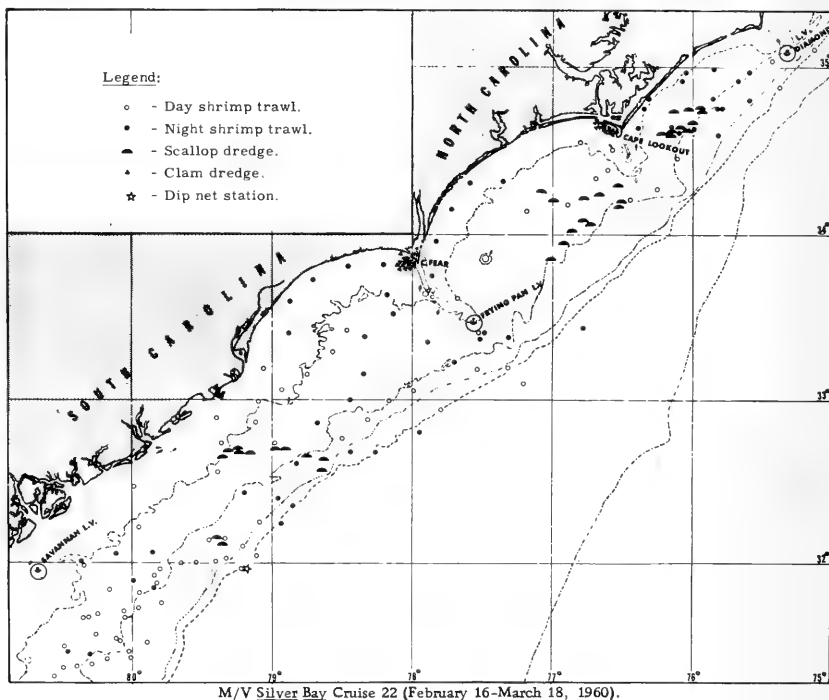 Legend:
○ - Day shrimp trawl.
● - Night shrimp trawl.
- Scallop dredge.
▲ - Clam dredge.
☆ - Dip net station.
NORTH CAROLINA
SOUTH CAROLINA
L.V. DIAMOND
35°
CAPE LOOKOUT
34°
C. FEAR
FRYING PAN L.V.
33°
SAVANNAH L.V.
32°
80°
79°
78°
77°
76°
75°
M/V Silver Bay Cruise 22 (February 16-March 18, 1960).